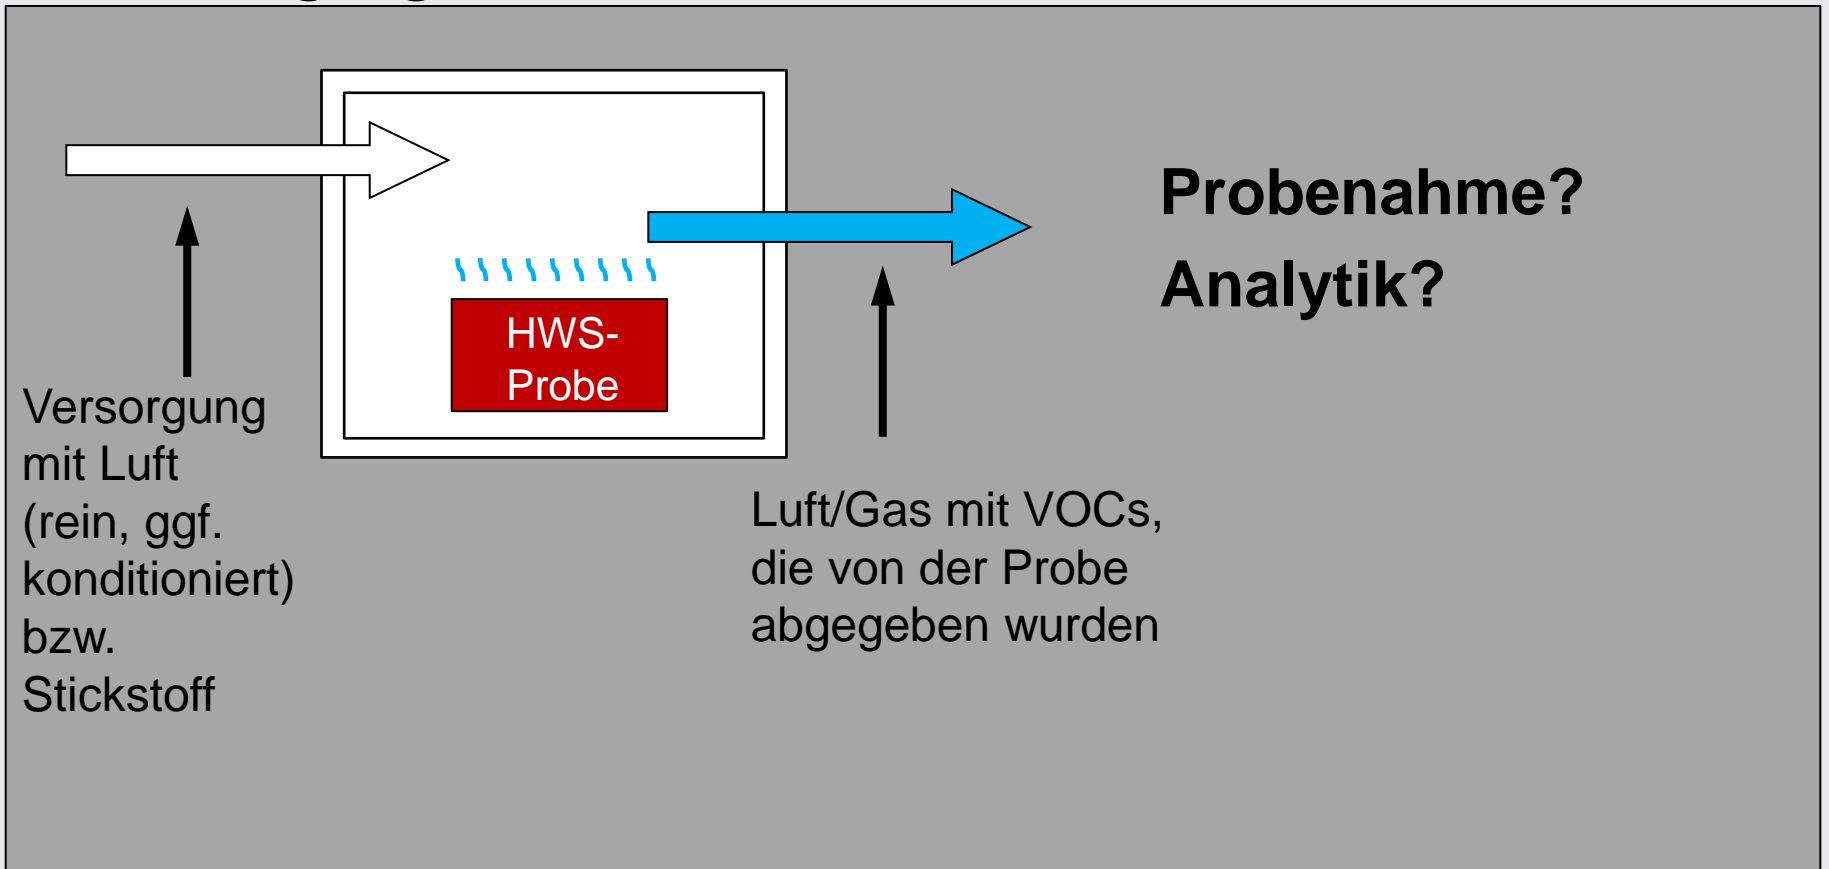 Probenahme?
Analytik?
HWS-
Probe
Versorgung
mit Luft
(rein, ggf.
konditioniert)
bzw.
Stickstoff
Luft/Gas mit VOCs,
die von der Probe
abgegeben wurden